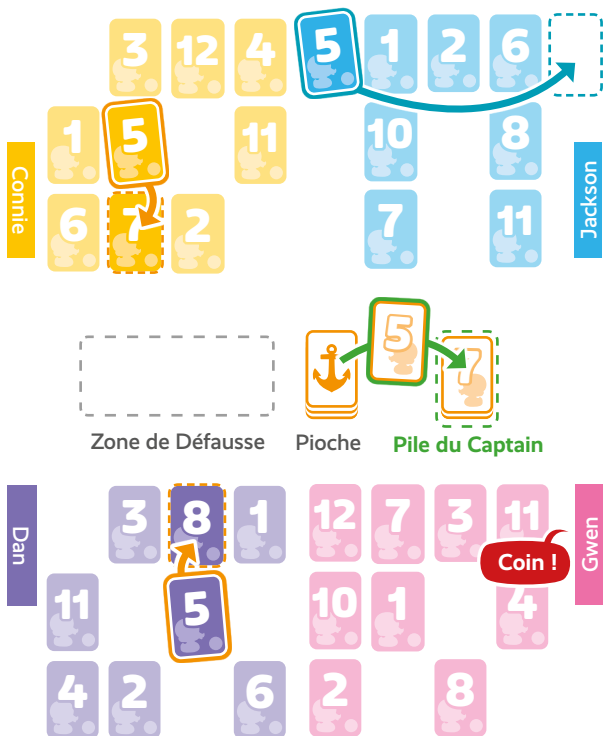 3 12 4 5 1 2 6
1 5 11 10 8
Connie
Jackson
6 7 2 7 11
5 7
Zone de Défausse Pioche Pile du Captain
Dan
3 8 1 12 7 3 11
Gwen
Coin !
11 5 10 1 4
4 2 6 2 8